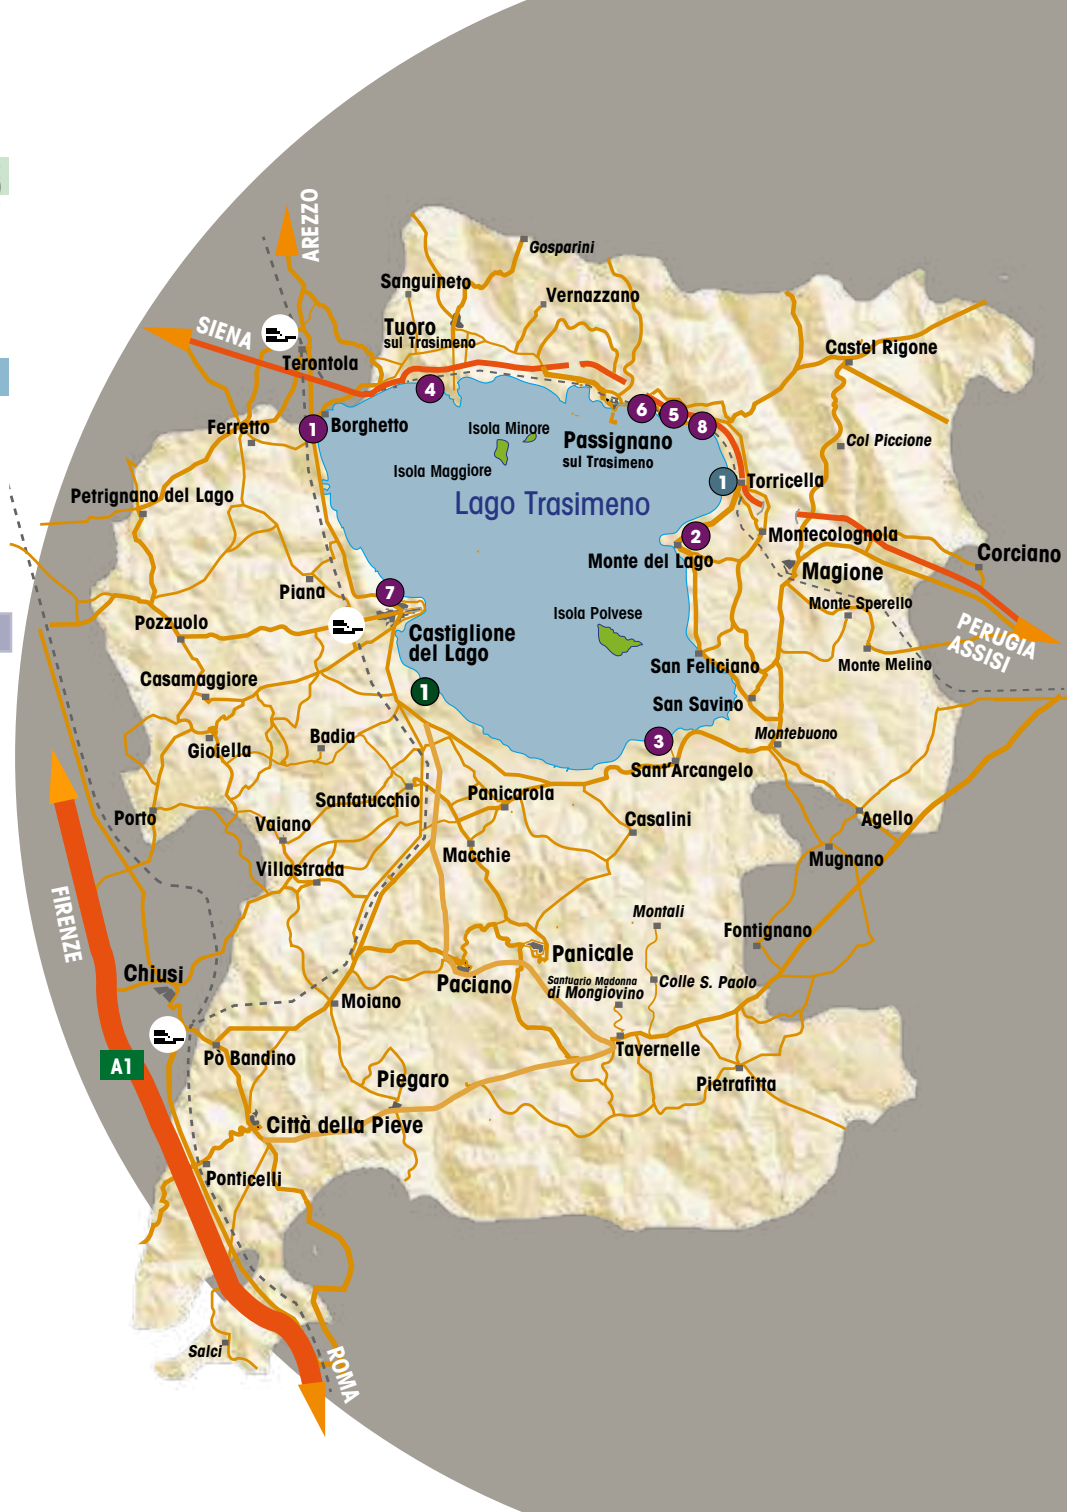 AREZZO
Gosparini
Sanguineto
Vernazzano
SIENA
Tuoro
sul Trasimeno
Castel Rigone
Terontola
4
6
5
8
1
Borghetto
Ferretto
Isola Minore
Passignano
sul Trasimeno
Col Piccione
Isola Maggiore
1
Torricella
Petrignano del Lago
Lago Trasimeno
2
Montecolognola
Monte del Lago
Corciano
Magione
7
Piana
Monte Sperello
Isola Polvese
Pozzuolo
PERUGIA
ASSISI
Castiglione
del Lago
San Feliciano
Monte Melino
Casamaggiore
1
San Savino
Badia
3
Montebuono
Gioiella
Sant'Arcangelo
Sanfatucchio
Panicarola
Porto
Vaiano
Casalini
Agello
Macchie
Mugnano
Villastrada
Montali
FIRENZE
Fontignano
Panicale
Chiusi
Paciano
Santuario Madonna
di Mongiovino
Colle S. Paolo
Moiano
Tavernelle
Pò Bandino
A1
Piegaro
Pietrafitta
Città della Pieve
Ponticelli
Salci
ROMA